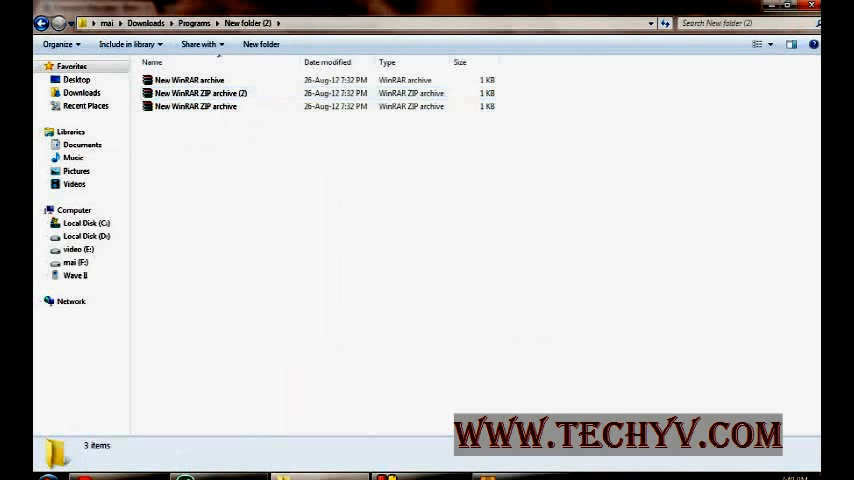 mai Downloads Programs New folder (2) Search New folder (2)
Organize Include in library Share with New folder
Name Date modified Type Size
New WinRAR archive 26-Aug-12 7:32 PM WinRAR archive 1 KB
New WinRAR ZIP archive (2) 26-Aug-12 7:32 PM WinRAR ZIP archive 1 KB
New WinRAR ZIP archive 26-Aug-12 7:32 PM WinRAR ZIP archive 1 KB
Favorites
Desktop
Downloads
Recent Places
Libraries
Documents
Music
Pictures
Videos
Computer
Local Disk (C:)
Local Disk (D:)
video (E:)
mai (F:)
Wave II
Network
3 items
WWW.TECHYV.COM